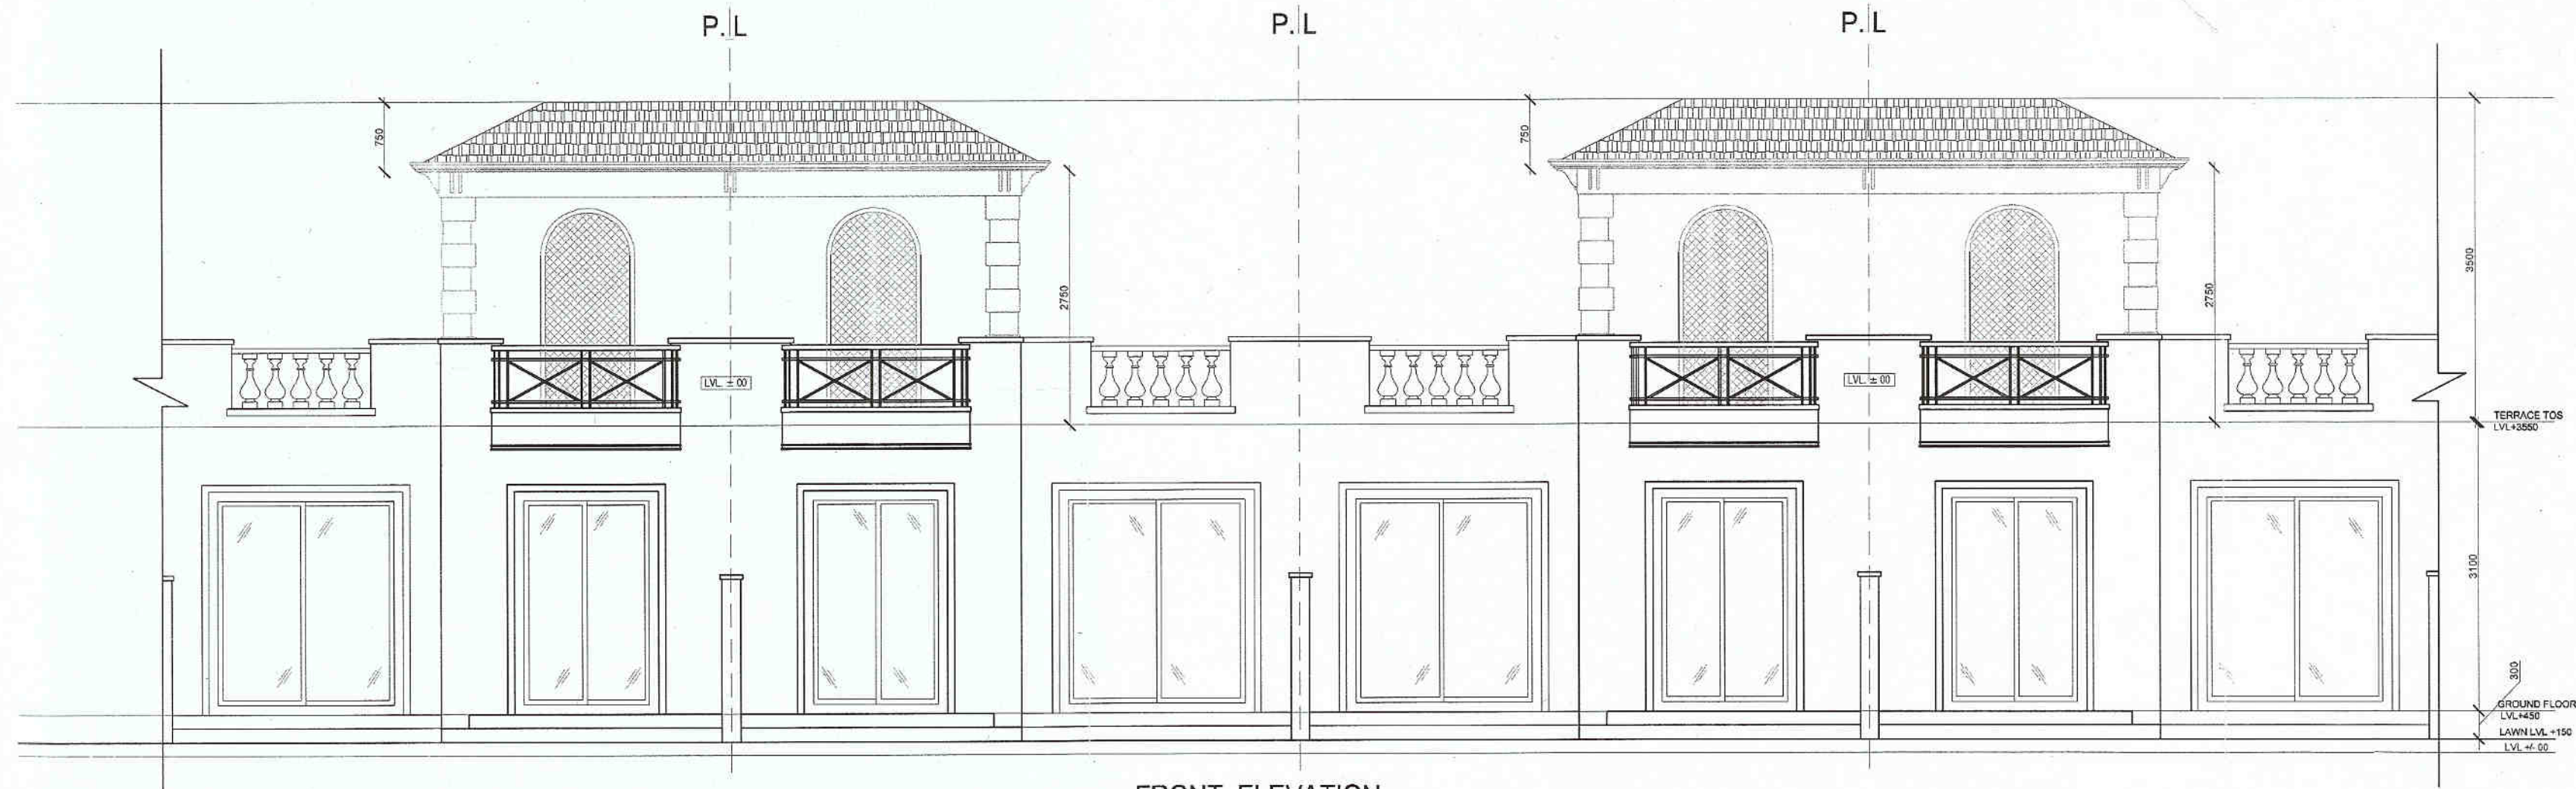 P.L
P.L
P.L
750
750
2750
2750
3500
LVL. ± 00
LVL. ± 00
TERRACE TOS
LVL+3550
3100
300
GROUND FLOOR
LVL+450
LAWN LVL +150
LVL +/- 00
FRONT ELEVATION